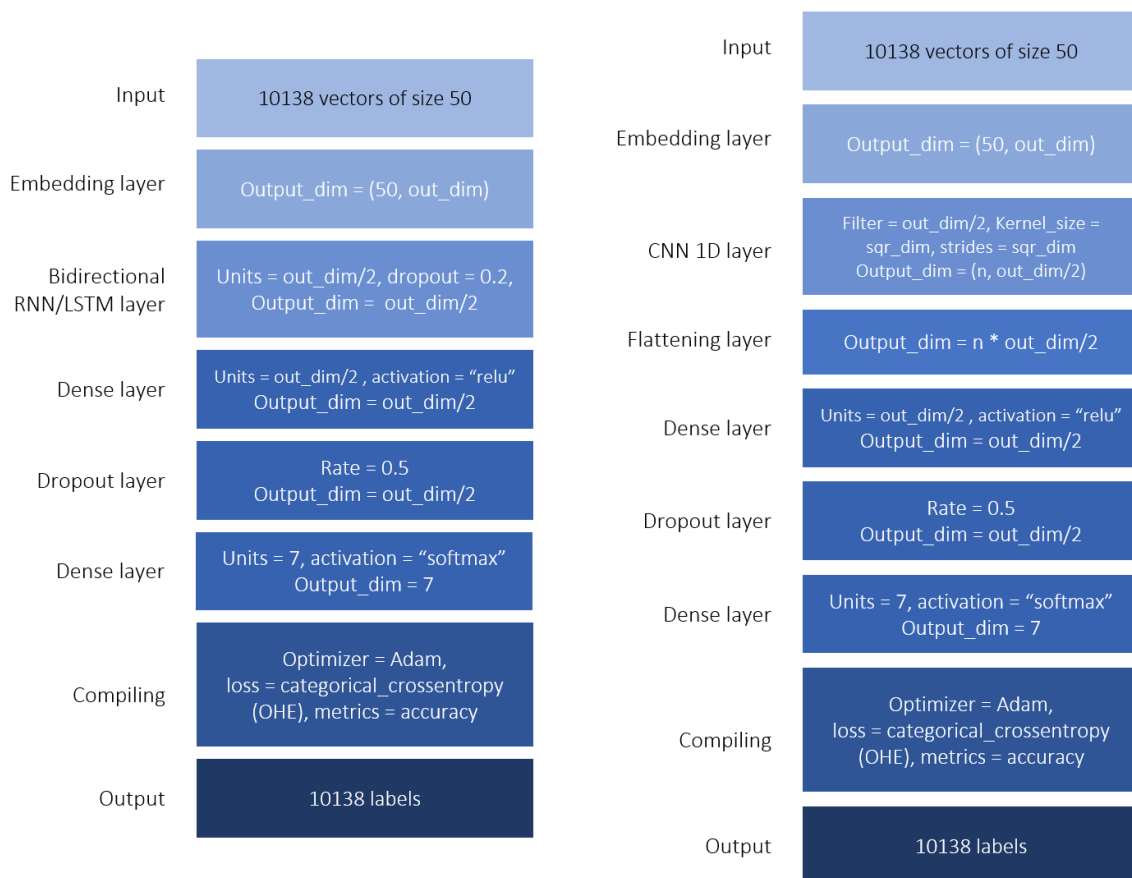 Input
10138 vectors of size 50
Embedding layer
Output_dim = (50, out_dim)
Bidirectional
RNN/LSTM layer
Units = out_dim/2, dropout = 0.2,
Output_dim =  out_dim/2
Dense layer
Units = out_dim/2 , activation = “relu”
Output_dim = out_dim/2
Dropout layer
Rate = 0.5
Output_dim = out_dim/2
Dense layer
Units = 7, activation = “softmax”
Output_dim = 7
Compiling
Optimizer = Adam,
loss = categorical_crossentropy
(OHE), metrics = accuracy
Output
10138 labels
Input
10138 vectors of size 50
Embedding layer
Output_dim = (50, out_dim)
CNN 1D layer
Filter = out_dim/2, Kernel_size =
sqr_dim, strides = sqr_dim
Output_dim = (n, out_dim/2)
Flattening layer
Output_dim = n * out_dim/2
Dense layer
Units = out_dim/2 , activation = “relu”
Output_dim = out_dim/2
Dropout layer
Rate = 0.5
Output_dim = out_dim/2
Dense layer
Units = 7, activation = “softmax”
Output_dim = 7
Compiling
Optimizer = Adam,
loss = categorical_crossentropy
(OHE), metrics = accuracy
Output
10138 labels